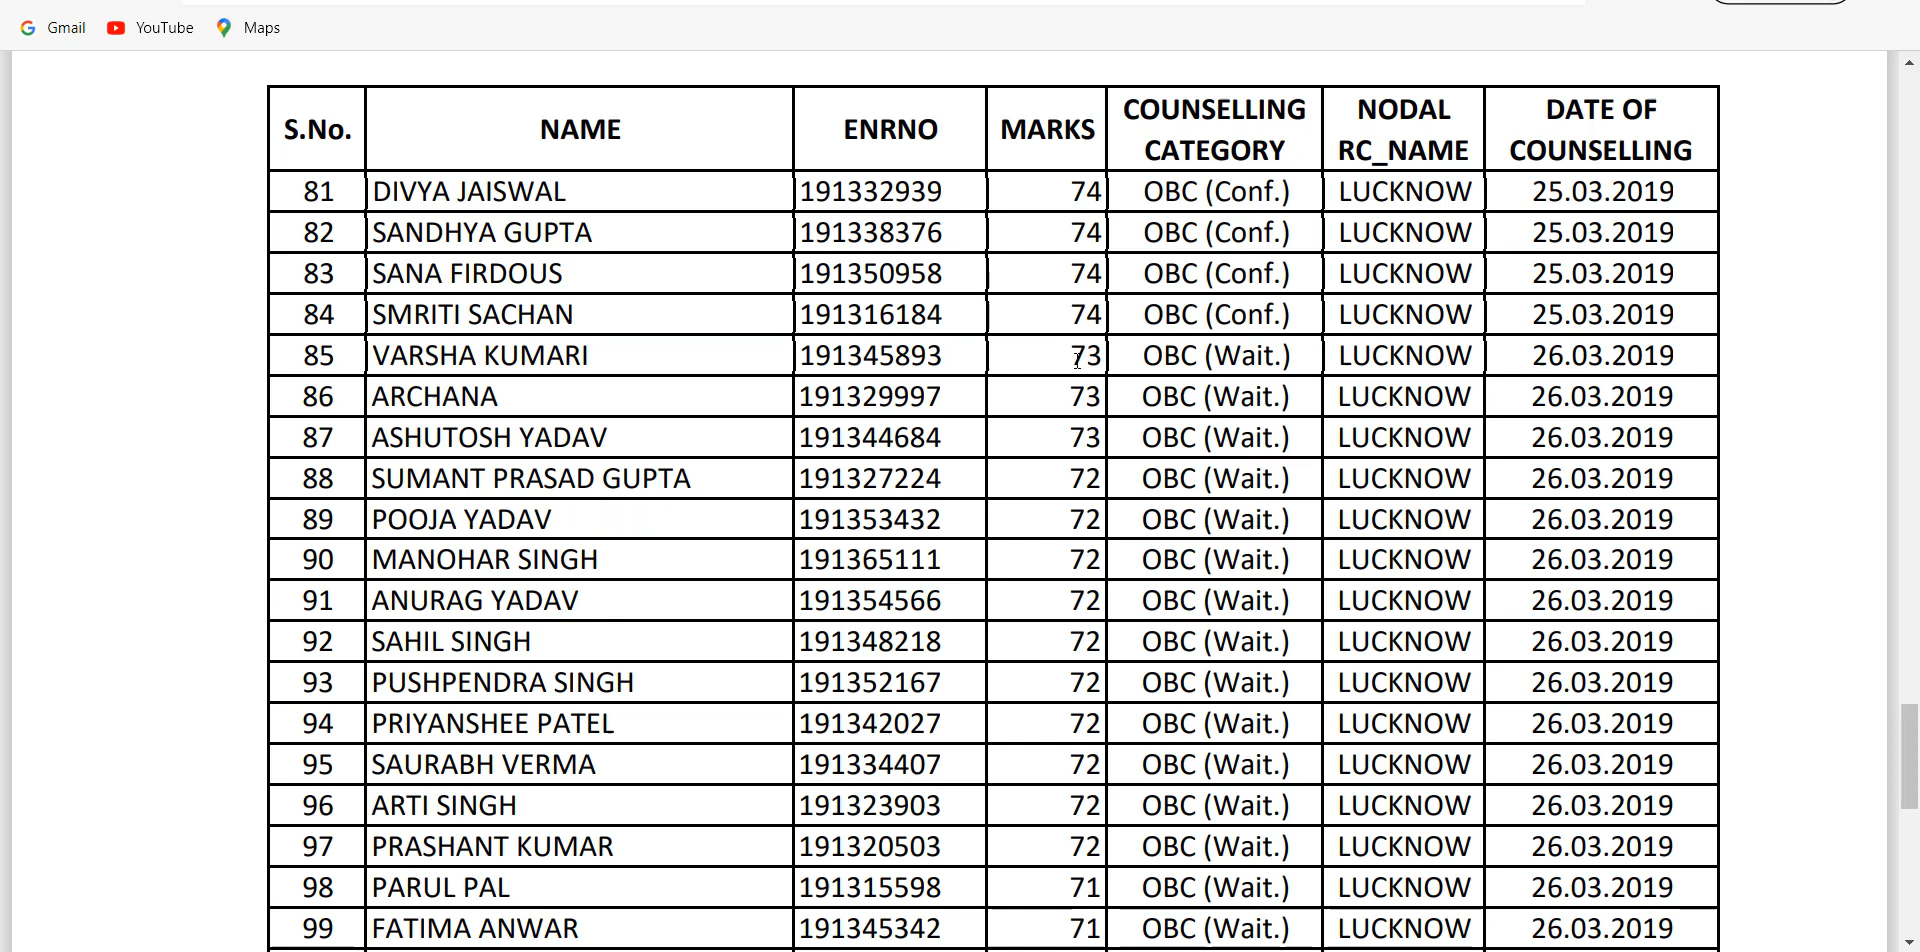 Gmail YouTube Maps
S.No. NAME ENRNO MARKS COUNSELLING CATEGORY NODAL RC_NAME DATE OF COUNSELLING
81 DIVYA JAISWAL 191332939 74 OBC (Conf.) LUCKNOW 25.03.2019
82 SANDHYA GUPTA 191338376 74 OBC (Conf.) LUCKNOW 25.03.2019
83 SANA FIRDOUS 191350958 74 OBC (Conf.) LUCKNOW 25.03.2019
84 SMRITI SACHAN 191316184 74 OBC (Conf.) LUCKNOW 25.03.2019
85 VARSHA KUMARI 191345893 73 OBC (Wait.) LUCKNOW 26.03.2019
86 ARCHANA 191329997 73 OBC (Wait.) LUCKNOW 26.03.2019
87 ASHUTOSH YADAV 191344684 73 OBC (Wait.) LUCKNOW 26.03.2019
88 SUMANT PRASAD GUPTA 191327224 72 OBC (Wait.) LUCKNOW 26.03.2019
89 POOJA YADAV 191353432 72 OBC (Wait.) LUCKNOW 26.03.2019
90 MANOHAR SINGH 191365111 72 OBC (Wait.) LUCKNOW 26.03.2019
91 ANURAG YADAV 191354566 72 OBC (Wait.) LUCKNOW 26.03.2019
92 SAHIL SINGH 191348218 72 OBC (Wait.) LUCKNOW 26.03.2019
93 PUSHPENDRA SINGH 191352167 72 OBC (Wait.) LUCKNOW 26.03.2019
94 PRIYANSHEE PATEL 191342027 72 OBC (Wait.) LUCKNOW 26.03.2019
95 SAURABH VERMA 191334407 72 OBC (Wait.) LUCKNOW 26.03.2019
96 ARTI SINGH 191323903 72 OBC (Wait.) LUCKNOW 26.03.2019
97 PRASHANT KUMAR 191320503 72 OBC (Wait.) LUCKNOW 26.03.2019
98 PARUL PAL 191315598 71 OBC (Wait.) LUCKNOW 26.03.2019
99 FATIMA ANWAR 191345342 71 OBC (Wait.) LUCKNOW 26.03.2019